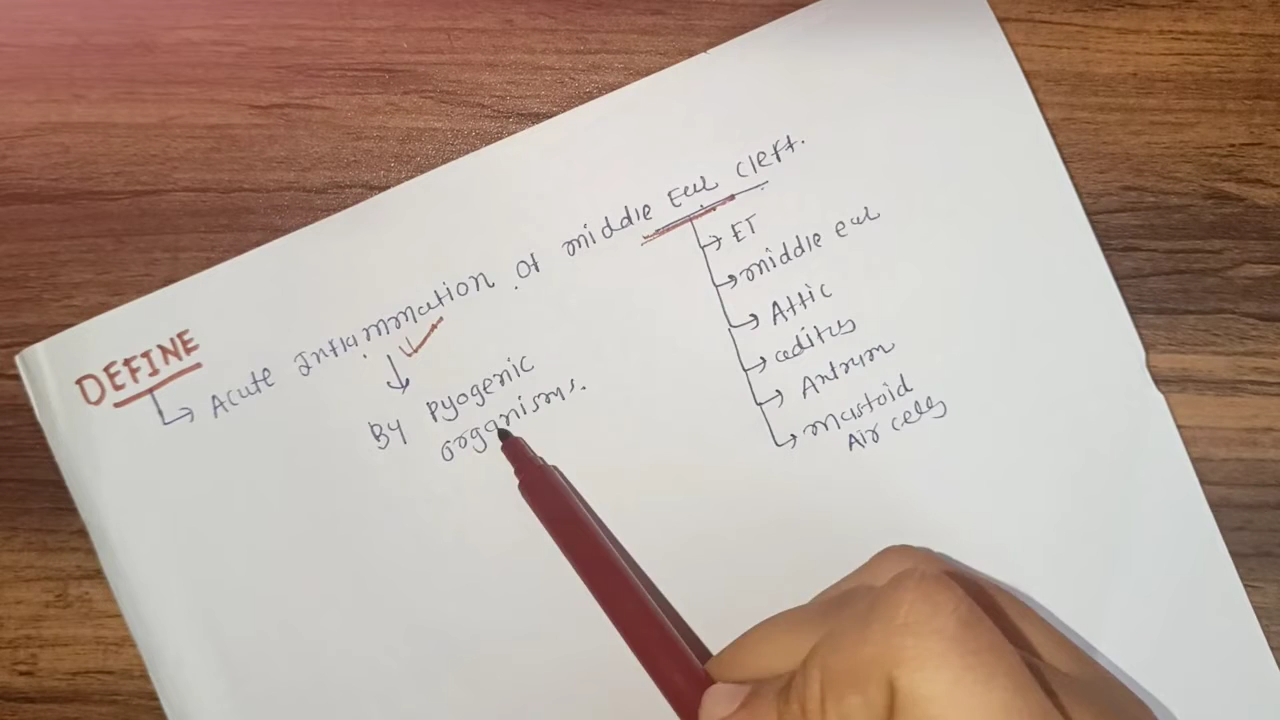 DEFINE
Acute Inflammation of middle Ear Cleft.
By Pyogenic
organisms.
ET
middle ear
Attic
aditus
Antrum
mastoid
Air cells